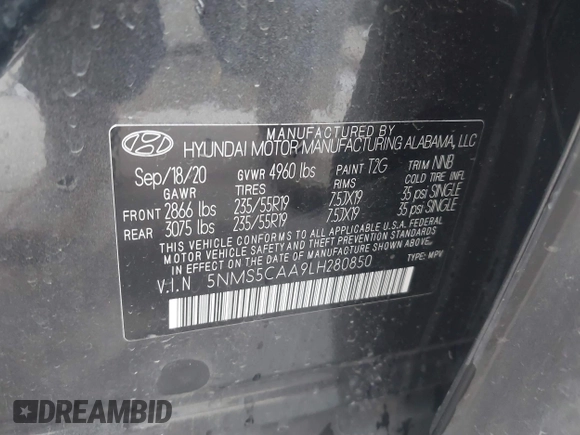 MANUFACTURED BY
HYUNDAI MOTOR MANUFACTURING ALABAMA, LLC
Sep/18/20 GVWR 4960 lbs PAINT T2G TRIM NNB
GAWR TIRES RIMS COLD TIRE INFL
FRONT 2866 lbs 235/55R19 7.5JX19 35 psi SINGLE
REAR 3075 lbs 235/55R19 7.5JX19 35 psi SINGLE
THIS VEHICLE CONFORMS TO ALL APPLICABLE U.S.A. FEDERAL
MOTOR VEHICLE SAFETY, BUMPER, AND THEFT PREVENTION STANDARDS
IN EFFECT ON THE DATE OF MANUFACTURE SHOWN ABOVE.
V.I.N 5NMS5CAA9LH280850 TYPE: MPV
DREAMBID